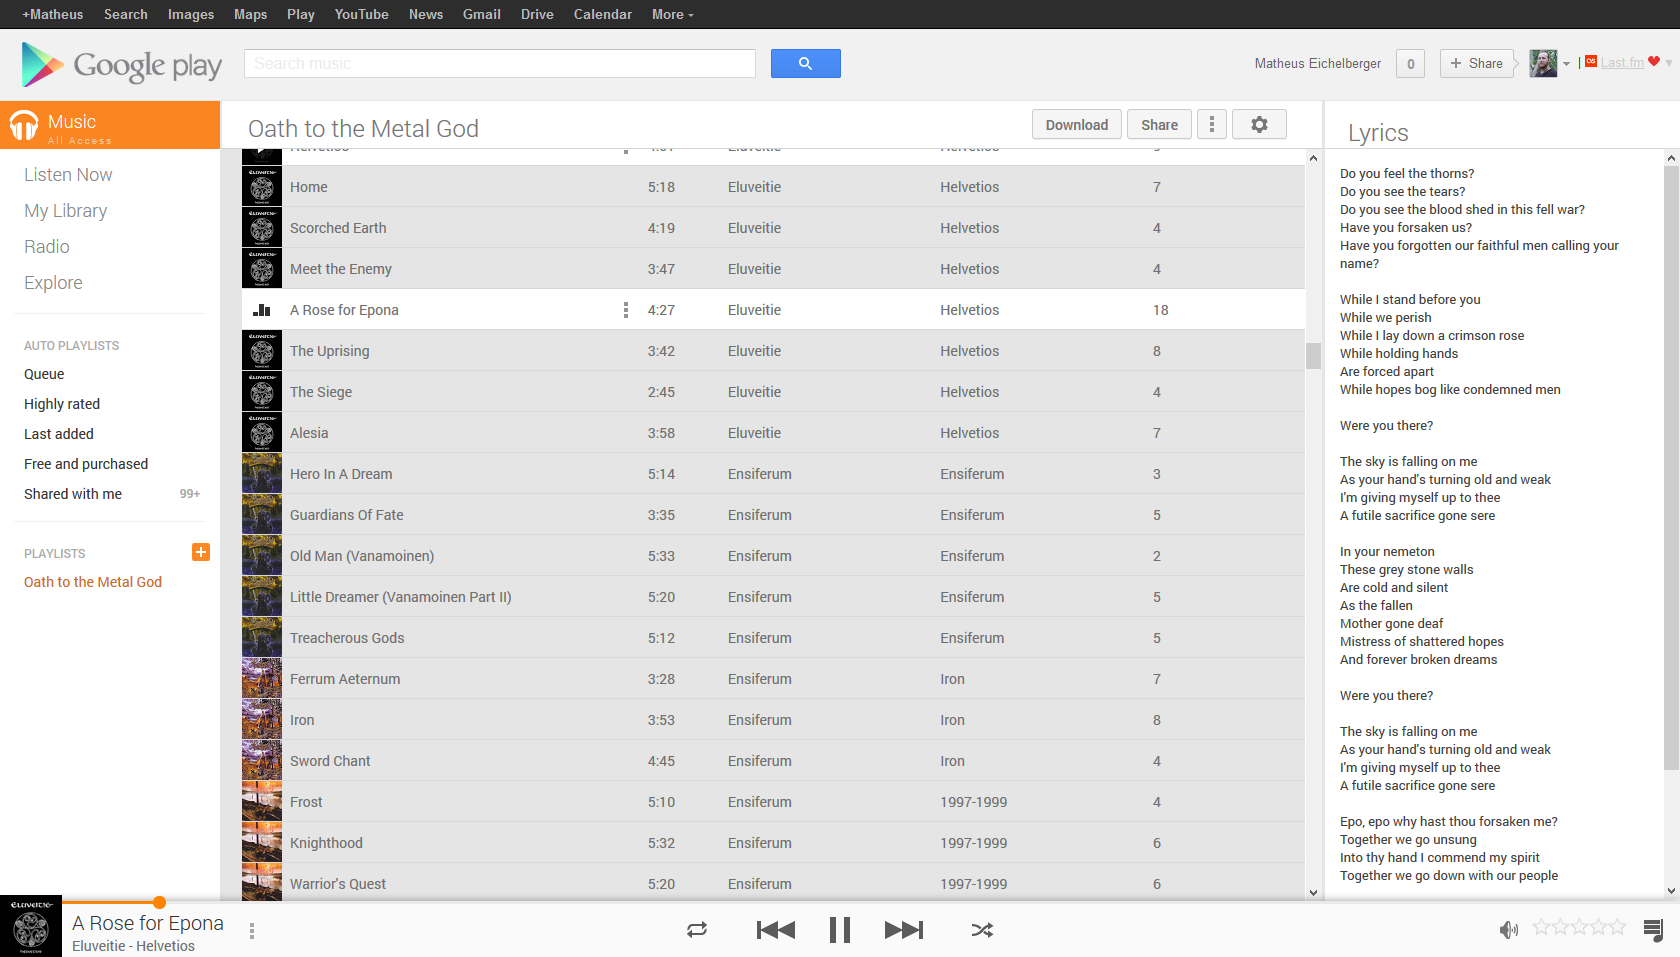 +Matheus Search Images Maps Play YouTube News Gmail Drive Calendar More
Google play
Search music
Matheus Eichelberger 0 + Share | Last.fm
Music
All Access
Listen Now
My Library
Radio
Explore
AUTO PLAYLISTS
Queue
Highly rated
Last added
Free and purchased
Shared with me 99+
PLAYLISTS
Oath to the Metal God
Oath to the Metal God Download Share
Helvetios Eluveitie Helvetios
Home 5:18 Eluveitie Helvetios 7
Scorched Earth 4:19 Eluveitie Helvetios 4
Meet the Enemy 3:47 Eluveitie Helvetios 4
A Rose for Epona 4:27 Eluveitie Helvetios 18
The Uprising 3:42 Eluveitie Helvetios 8
The Siege 2:45 Eluveitie Helvetios 4
Alesia 3:58 Eluveitie Helvetios 7
Hero In A Dream 5:14 Ensiferum Ensiferum 3
Guardians Of Fate 3:35 Ensiferum Ensiferum 5
Old Man (Vanamoinen) 5:33 Ensiferum Ensiferum 2
Little Dreamer (Vanamoinen Part II) 5:20 Ensiferum Ensiferum 5
Treacherous Gods 5:12 Ensiferum Ensiferum 5
Ferrum Aeternum 3:28 Ensiferum Iron 7
Iron 3:53 Ensiferum Iron 8
Sword Chant 4:45 Ensiferum Iron 4
Frost 5:10 Ensiferum 1997-1999 4
Knighthood 5:32 Ensiferum 1997-1999 6
Warrior's Quest 5:20 Ensiferum 1997-1999 6
Lyrics
Do you feel the thorns?
Do you see the tears?
Do you see the blood shed in this fell war?
Have you forsaken us?
Have you forgotten our faithful men calling your
name?
While I stand before you
While we perish
While I lay down a crimson rose
While holding hands
Are forced apart
While hopes bog like condemned men
Were you there?
The sky is falling on me
As your hand's turning old and weak
I'm giving myself up to thee
A futile sacrifice gone sere
In your nemeton
These grey stone walls
Are cold and silent
As the fallen
Mother gone deaf
Mistress of shattered hopes
And forever broken dreams
Were you there?
The sky is falling on me
As your hand's turning old and weak
I'm giving myself up to thee
A futile sacrifice gone sere
Epo, epo why hast thou forsaken me?
Together we go unsung
Into thy hand I commend my spirit
Together we go down with our people
ELUVEITIE
A Rose for Epona
Eluveitie - Helvetios